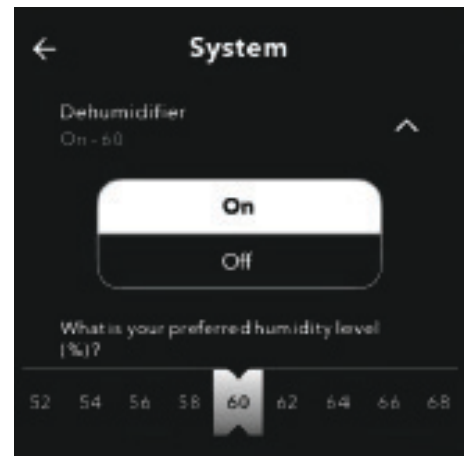 System
Dehumidifier
On - 60
On
Off
What is your preferred humidity level
(%)?
52 54 56 58 60 62 64 66 68